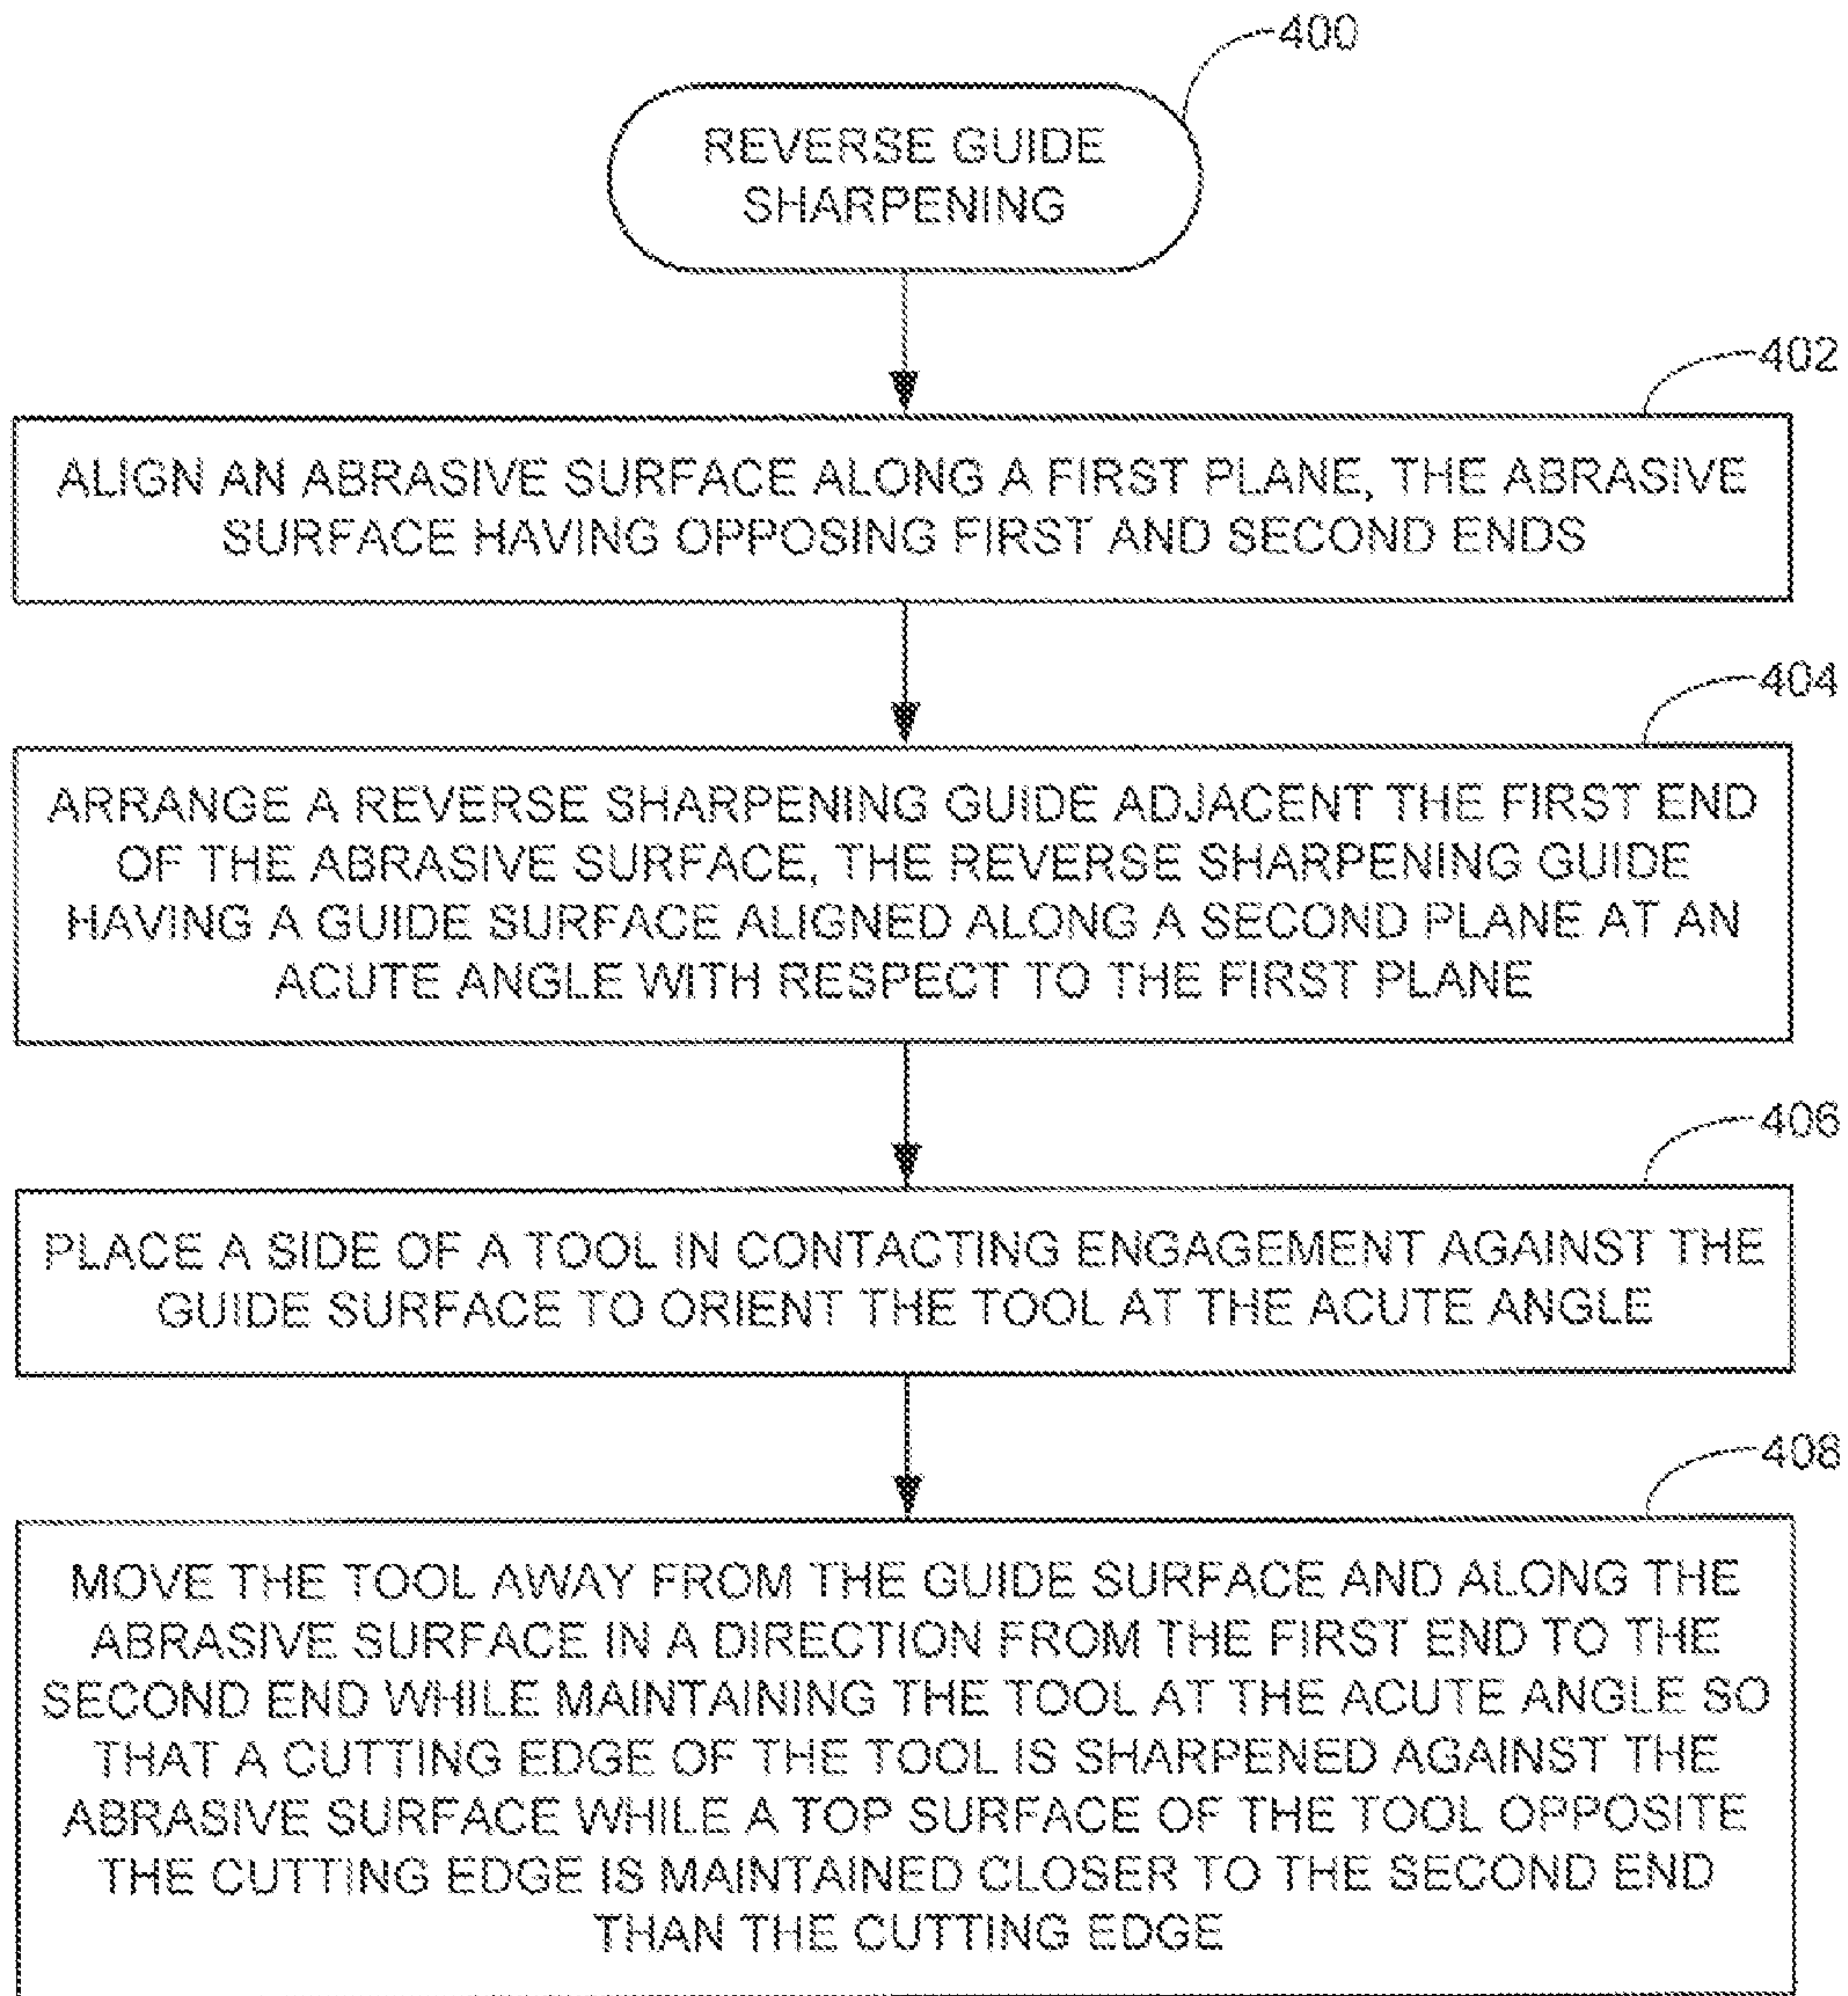 400
REVERSE GUIDE
SHARPENING
402
ALIGN AN ABRASIVE SURFACE ALONG A FIRST PLANE, THE ABRASIVE
SURFACE HAVING OPPOSING FIRST AND SECOND ENDS
404
ARRANGE A REVERSE SHARPENING GUIDE ADJACENT THE FIRST END
OF THE ABRASIVE SURFACE, THE REVERSE SHARPENING GUIDE
HAVING A GUIDE SURFACE ALIGNED ALONG A SECOND PLANE AT AN
ACUTE ANGLE WITH RESPECT TO THE FIRST PLANE
406
PLACE A SIDE OF A TOOL IN CONTACTING ENGAGEMENT AGAINST THE
GUIDE SURFACE TO ORIENT THE TOOL AT THE ACUTE ANGLE
408
MOVE THE TOOL AWAY FROM THE GUIDE SURFACE AND ALONG THE
ABRASIVE SURFACE IN A DIRECTION FROM THE FIRST END TO THE
SECOND END WHILE MAINTAINING THE TOOL AT THE ACUTE ANGLE SO
THAT A CUTTING EDGE OF THE TOOL IS SHARPENED AGAINST THE
ABRASIVE SURFACE WHILE A TOP SURFACE OF THE TOOL OPPOSITE
THE CUTTING EDGE IS MAINTAINED CLOSER TO THE SECOND END
THAN THE CUTTING EDGE